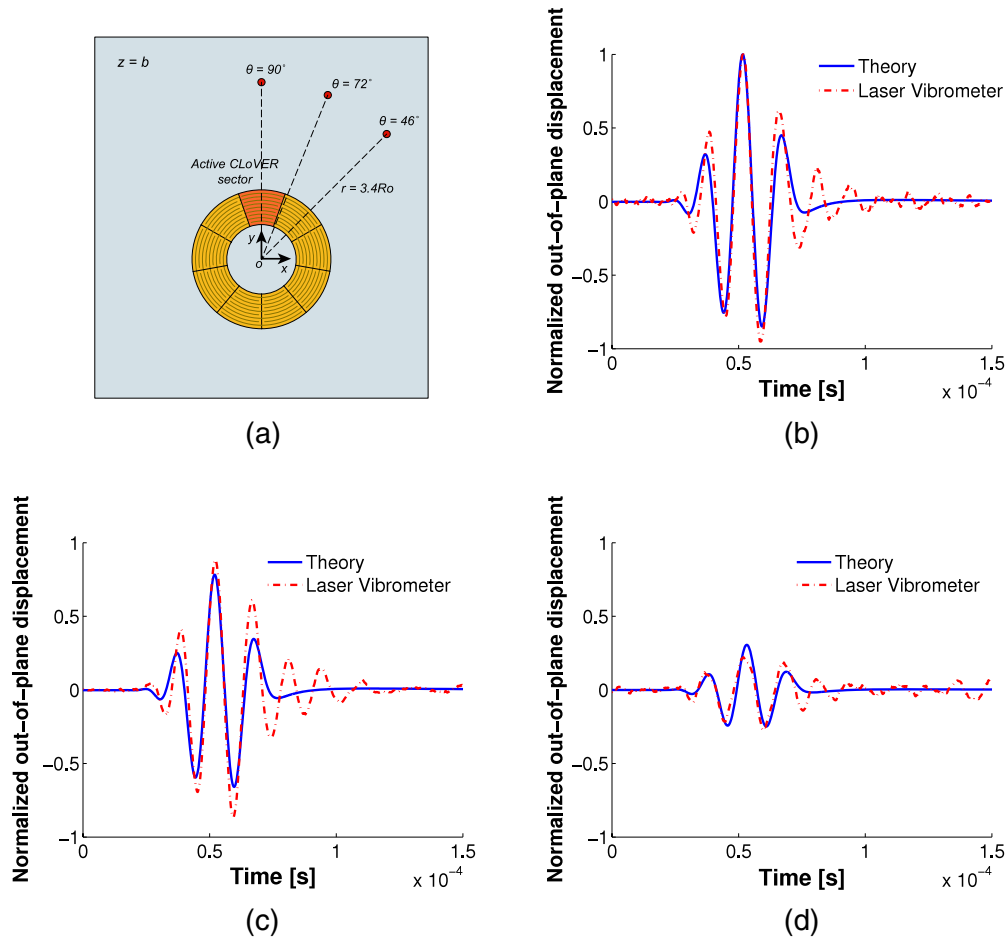 z = b
θ = 90°
θ = 72°
θ = 46°
Active CLoVER
sector
r = 3.4Ro
y
o
x
(a)
Normalized out−of−plane displacement
1
0.5
0
−0.5
−1
Theory
Laser Vibrometer
0
0.5
1
1.5
Time [s]
x 10⁻⁴
(b)
Normalized out−of−plane displacement
1
0.5
0
−0.5
−1
Theory
Laser Vibrometer
0
0.5
1
1.5
Time [s]
x 10⁻⁴
(c)
Normalized out−of−plane displacement
1
0.5
0
−0.5
−1
Theory
Laser Vibrometer
0
0.5
1
1.5
Time [s]
x 10⁻⁴
(d)